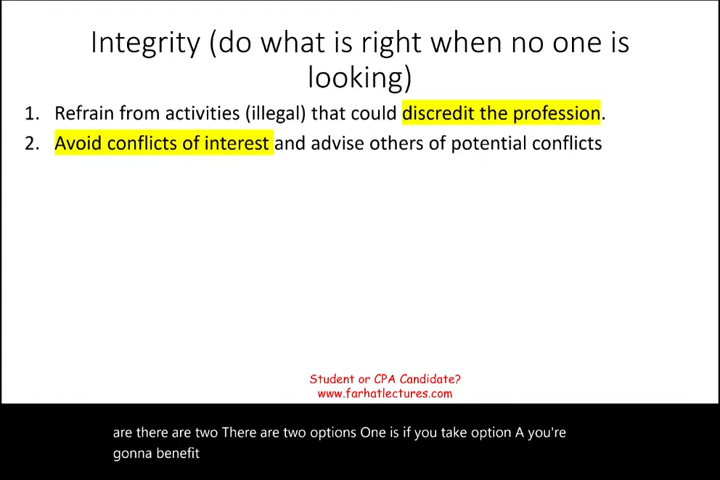 Integrity (do what is right when no one is
looking)
1. Refrain from activities (illegal) that could discredit the profession.
2. Avoid conflicts of interest and advise others of potential conflicts
Student or CPA Candidate?
www.farhatlectures.com
are there are two There are two options One is if you take option A you're
gonna benefit